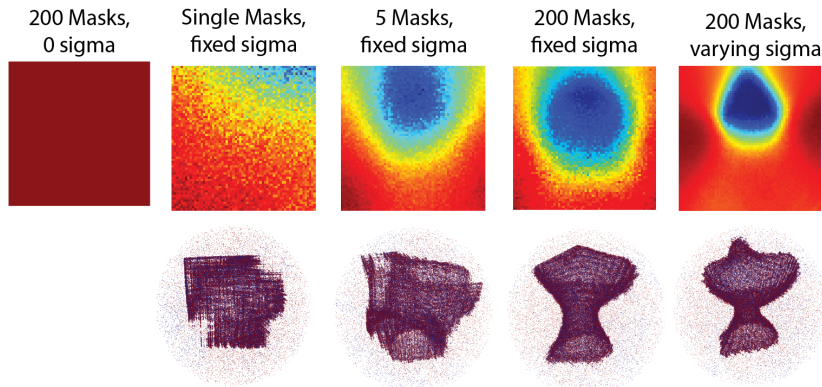 200 Masks,
0 sigma
Single Masks,
fixed sigma
5 Masks,
fixed sigma
200 Masks,
fixed sigma
200 Masks,
varying sigma